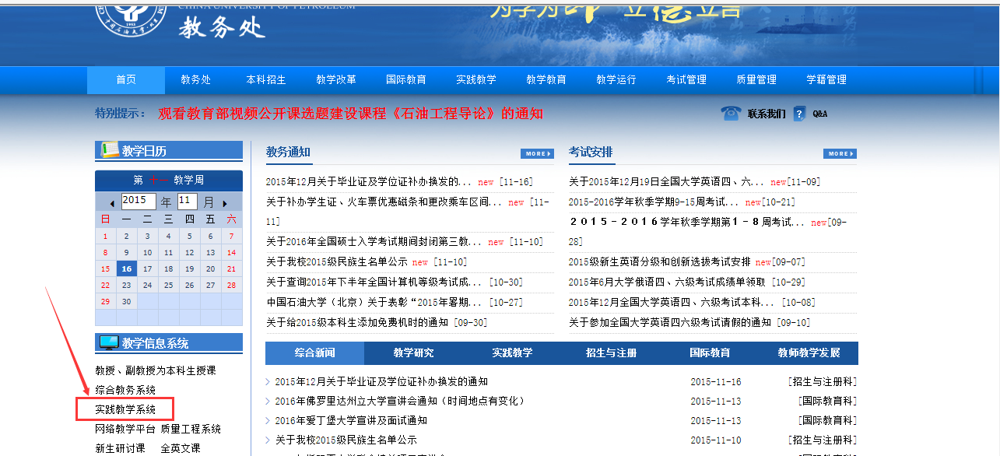 CHINA UNIVERSITY OF PETROLEUM
教务处
为学为师 立德立言
首页 教务处 本科招生 教学改革 国际教育 实践教学 教学教育 教学运行 考试管理 质量管理 学籍管理
特别提示： 观看教育部视频公开课选题建设课程《石油工程导论》的通知
联系我们 Q&A
教学日历
第 一 教学周
2015 年 11 月
日 一 二 三 四 五 六
1 2 3 4 5 6 7
8 9 10 11 12 13 14
15 16 17 18 19 20 21
22 23 24 25 26 27 28
29 30
教学信息系统
教授、副教授为本科生授课
综合教务系统
实践教学系统
网络教学平台 质量工程系统
新生研讨课 全英文课
教务通知 MORE
2015年12月关于毕业证及学位证补办换发的... new [11-16]
关于补办学生证、火车票优惠磁条和更改乘车区间... new [11-
11]
关于2016年全国硕士入学考试期间封闭第三教... new [11-10]
关于我校2015级民族生名单公示 new [11-10]
关于查询2015年下半年全国计算机等级考试成... [10-30]
中国石油大学（北京）关于表彰“2015年暑期... [10-27]
关于给2015级本科生添加免费机时的通知 [09-30]
考试安排 MORE
关于2015年12月19日全国大学英语四、六... new[11-09]
2015-2016学年秋季学期9-15周考试... new[10-21]
２０１５－２０１６学年秋季学期第１－８周考试... new[09-
28]
2015级新生英语分级和创新选拔考试安排 new[09-07]
2015年6月大学俄语四、六级考试成绩单领取 [10-29]
2015年12月全国大学英语四、六级考试本科... [10-08]
关于参加全国大学英语四六级考试请假的通知 [09-10]
综合新闻 教学研究 实践教学 招生与注册 国际教育 教师教学发展
2015年12月关于毕业证及学位证补办换发的通知 2015-11-16 [招生与注册科]
2016年佛罗里达州立大学宣讲会通知（时间地点有变化） 2015-11-13 [国际教育科]
2016年爱丁堡大学宣讲及面试通知 2015-11-13 [国际教育科]
关于我校2015级民族生名单公示 2015-11-10 [招生与注册科]